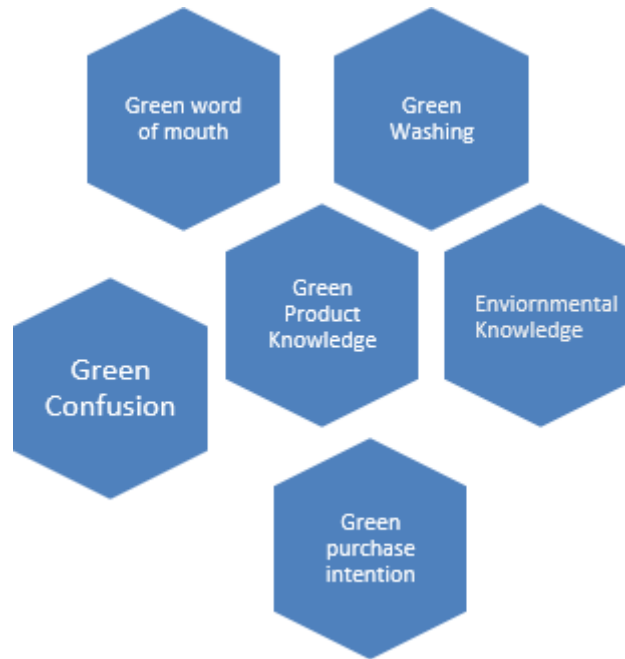 Green word
of mouth
Green
Washing
Green
Product
Knowledge
Enviornmental
Knowledge
Green
Confusion
Green
purchase
intention